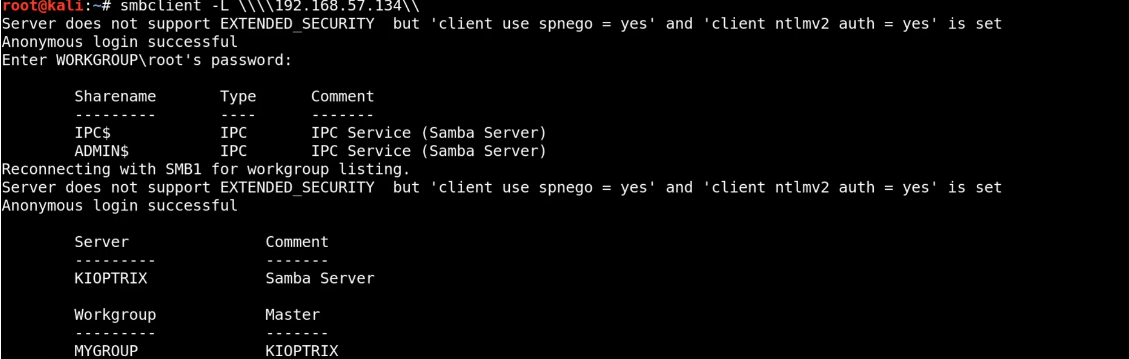 root@kali:~# smbclient -L \\\\192.168.57.134\\
Server does not support EXTENDED_SECURITY  but 'client use spnego = yes' and 'client ntlmv2 auth = yes' is set
Anonymous login successful
Enter WORKGROUP\root's password:
Sharename       Type      Comment
---------       ----      -------
IPC$            IPC       IPC Service (Samba Server)
ADMIN$          IPC       IPC Service (Samba Server)
Reconnecting with SMB1 for workgroup listing.
Server does not support EXTENDED_SECURITY  but 'client use spnego = yes' and 'client ntlmv2 auth = yes' is set
Anonymous login successful
Server               Comment
---------            -------
KIOPTRIX             Samba Server
Workgroup            Master
---------            -------
MYGROUP              KIOPTRIX